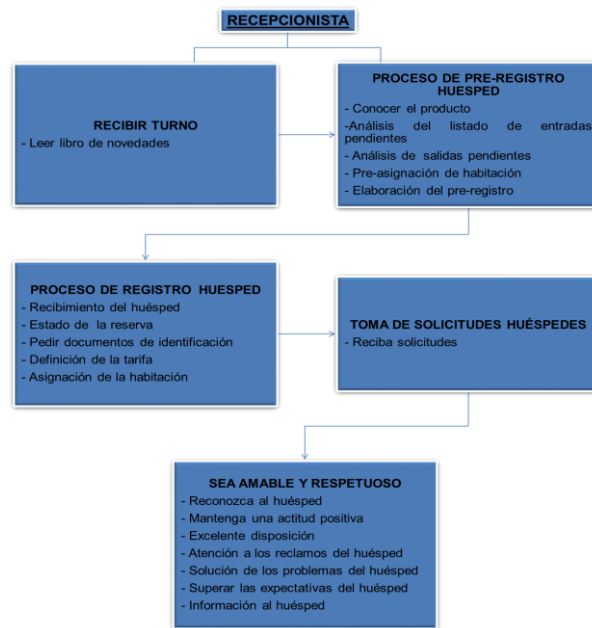 RECEPCIONISTA
RECIBIR TURNO
- Leer libro de novedades
PROCESO DE PRE-REGISTRO
HUESPED
- Conocer el producto
-Análisis del listado de entradas
pendientes
- Análisis de salidas pendientes
- Pre-asignación de habitación
- Elaboración del pre-registro
PROCESO DE REGISTRO HUESPED
- Recibimiento del huésped
- Estado de la reserva
- Pedir documentos de identificación
- Definición de la tarifa
- Asignación de la habitación
TOMA DE SOLICITUDES HUÉSPEDES
- Reciba solicitudes
SEA AMABLE Y RESPETUOSO
- Reconozca al huésped
- Mantenga una actitud positiva
- Excelente disposición
- Atención a los reclamos del huésped
- Solución de los problemas del huésped
- Superar las expectativas del huésped
- Información al huésped